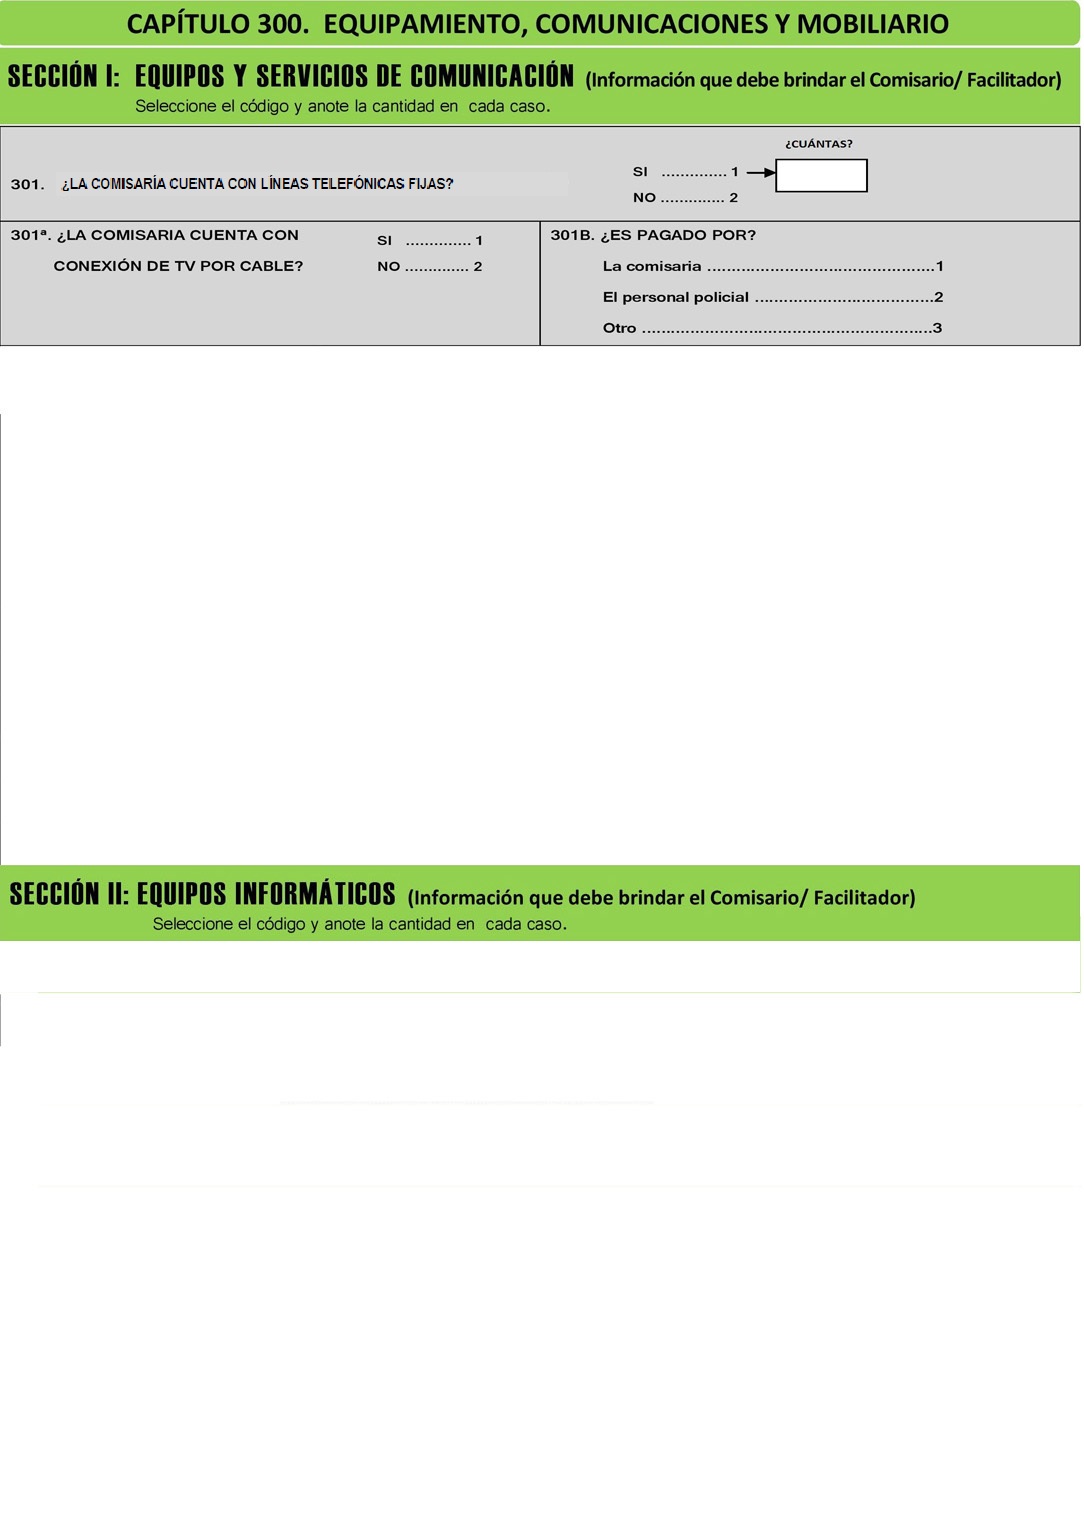 CAPÍTULO 300.  EQUIPAMIENTO, COMUNICACIONES Y MOBILIARIO
SECCIÓN I:  EQUIPOS Y SERVICIOS DE COMUNICACIÓN (Información que debe brindar el Comisario/ Facilitador)
Seleccione el código y anote la cantidad en  cada caso.
¿CUÁNTAS?
301. ¿LA COMISARÍA CUENTA CON LÍNEAS TELEFÓNICAS FIJAS?
SI .............. 1
NO .............. 2
301ª. ¿LA COMISARIA CUENTA CON
CONEXIÓN DE TV POR CABLE?
SI .............. 1
NO .............. 2
301B. ¿ES PAGADO POR?
La comisaria ...............................................1
El personal policial .....................................2
Otro ............................................................3
SECCIÓN II: EQUIPOS INFORMÁTICOS (Información que debe brindar el Comisario/ Facilitador)
Seleccione el código y anote la cantidad en  cada caso.